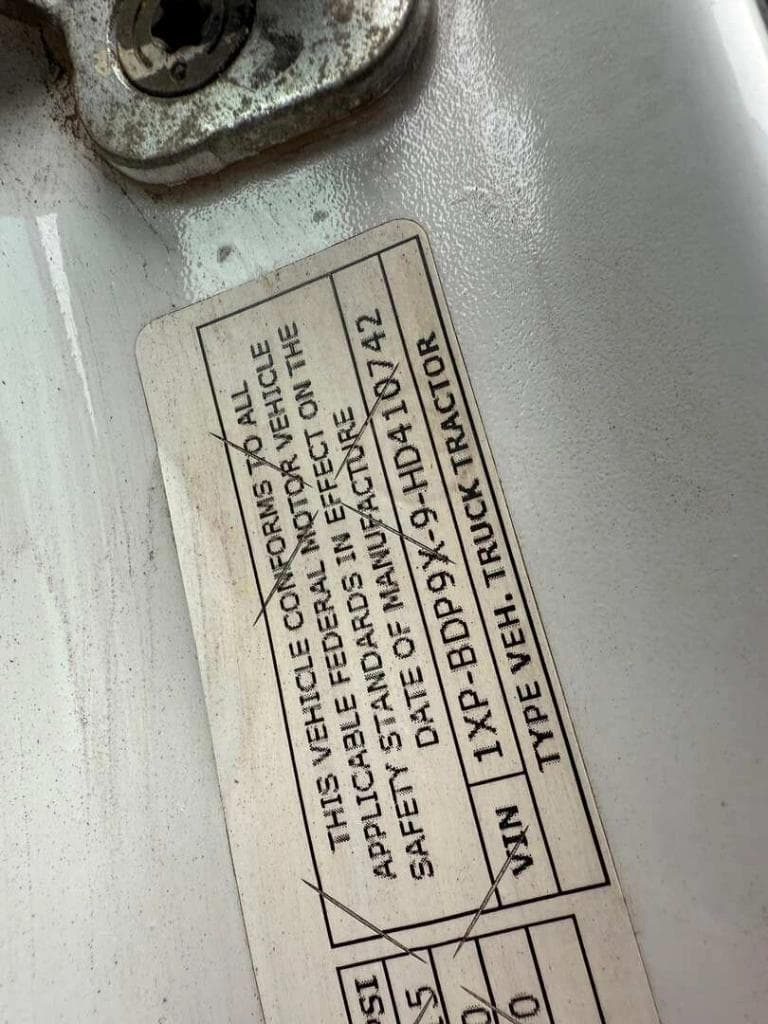 THIS VEHICLE CONFORMS TO ALL
APPLICABLE FEDERAL MOTOR VEHICLE
SAFETY STANDARDS IN EFFECT ON THE
DATE OF MANUFACTURE
VIN 1XP-BDP9X-9-HD410742
TYPE VEH. TRUCK TRACTOR
PSI